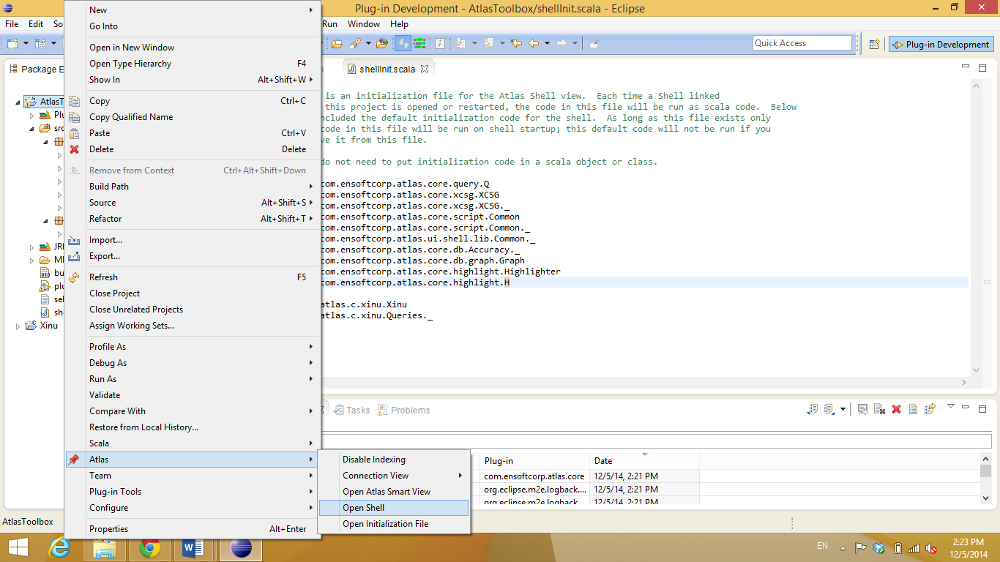 Plug-in Development - AtlasToolbox/shellInit.scala - Eclipse
File Edit So Run Window Help
Quick Access
Plug-in Development
Package E
shellInit.scala
AtlasT
Plu
src
JRI
ME
bu
plu
sel
sh
Xinu
New
Go Into
Open in New Window
Open Type Hierarchy F4
Show In Alt+Shift+W
Copy Ctrl+C
Copy Qualified Name
Paste Ctrl+V
Delete Delete
Remove from Context Ctrl+Alt+Shift+Down
Build Path
Source Alt+Shift+S
Refactor Alt+Shift+T
Import...
Export...
Refresh F5
Close Project
Close Unrelated Projects
Assign Working Sets...
Profile As
Debug As
Run As
Validate
Compare With
Restore from Local History...
Scala
Atlas
Team
Plug-in Tools
Configure
Properties Alt+Enter
Disable Indexing
Connection View
Open Atlas Smart View
Open Shell
Open Initialization File
is an initialization file for the Atlas Shell view. Each time a Shell linked
this project is opened or restarted, the code in this file will be run as scala code. Below
ncluded the default initialization code for the shell. As long as this file exists only
code in this file will be run on shell startup; this default code will not be run if you
ve it from this file.
do not need to put initialization code in a scala object or class.
com.ensoftcorp.atlas.core.query.Q
com.ensoftcorp.atlas.core.xcsg.XCSG
com.ensoftcorp.atlas.core.xcsg.XCSG._
com.ensoftcorp.atlas.core.script.Common
com.ensoftcorp.atlas.core.script.Common._
com.ensoftcorp.atlas.ui.shell.lib.Common._
com.ensoftcorp.atlas.core.db.Accuracy._
com.ensoftcorp.atlas.core.db.graph.Graph
com.ensoftcorp.atlas.core.highlight.Highlighter
com.ensoftcorp.atlas.core.highlight.H
atlas.c.xinu.Xinu
atlas.c.xinu.Queries._
Tasks Problems
Plug-in Date
com.ensoftcorp.atlas.core 12/5/14, 2:21 PM
org.eclipse.m2e.logback.... 12/5/14, 2:21 PM
org.eclipse.m2e.logback 12/5/14, 2:21 PM
AtlasToolbox
EN
2:23 PM
12/5/2014